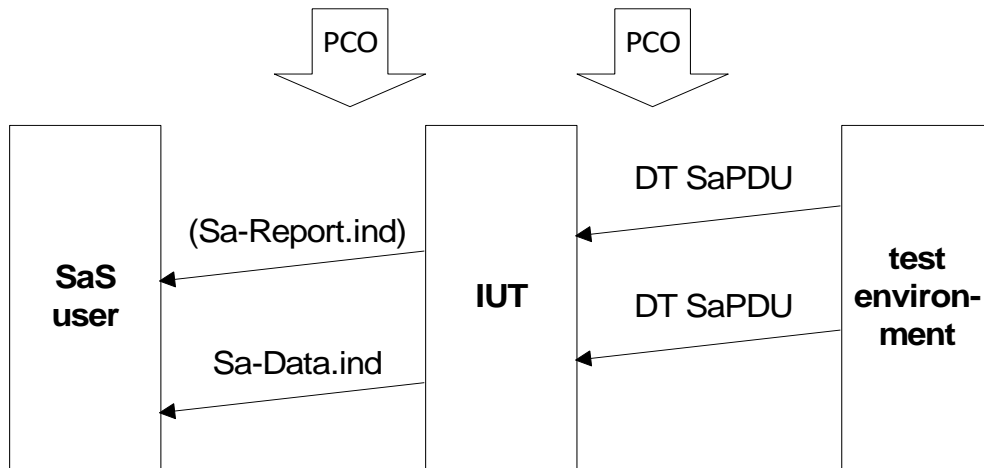 PCO
PCO
DT SaPDU
(Sa-Report.ind)
SaS
user
IUT
test
environ-
ment
DT SaPDU
Sa-Data.ind